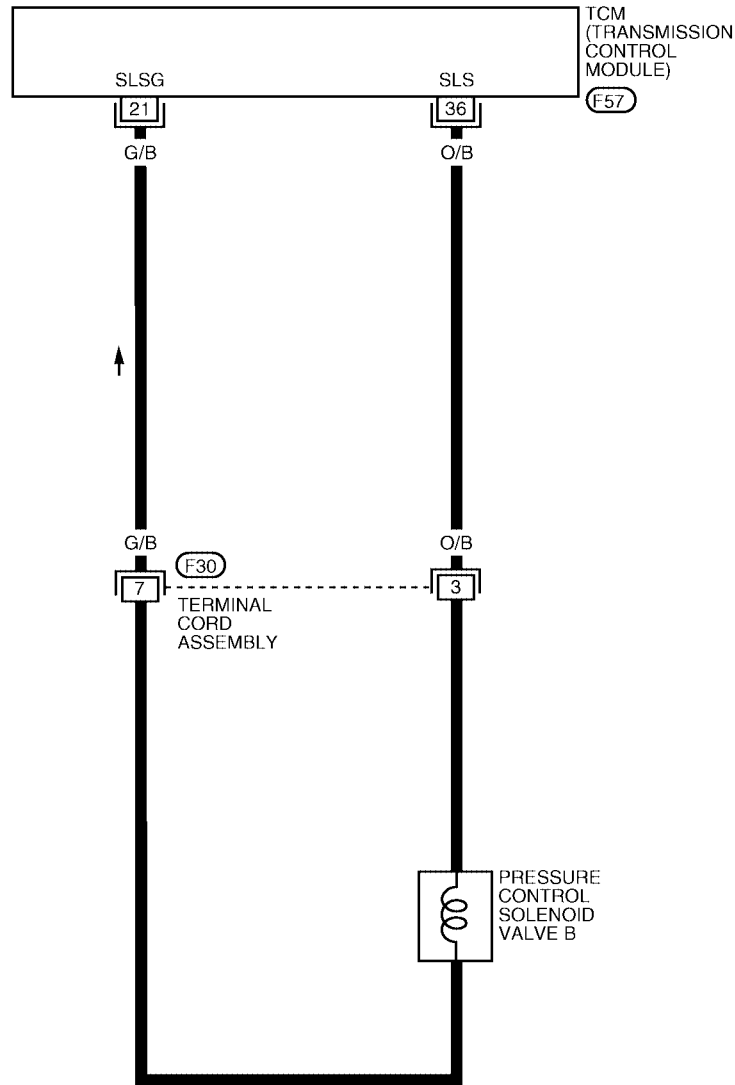 TCM
(TRANSMISSION
CONTROL
MODULE)
F57
SLSG
SLS
21
36
G/B
O/B
G/B
O/B
F30
7
3
TERMINAL
CORD
ASSEMBLY
PRESSURE
CONTROL
SOLENOID
VALVE B